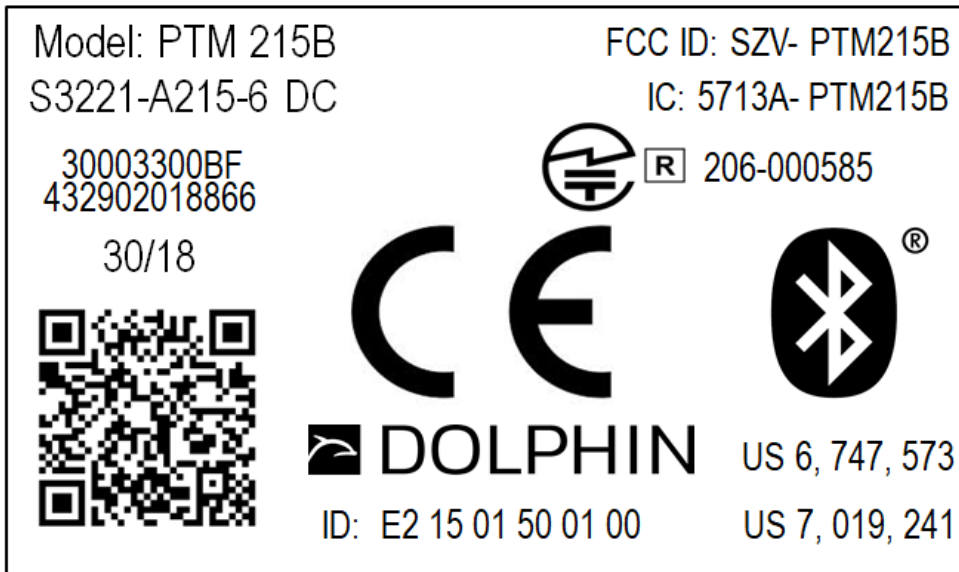 Model: PTM 215B
S3221-A215-6 DC
30003300BF
432902018866
30/18
FCC ID: SZV- PTM215B
IC: 5713A- PTM215B
R 206-000585
CE
®
DOLPHIN
ID: E2 15 01 50 01 00
US 6, 747, 573
US 7, 019, 241